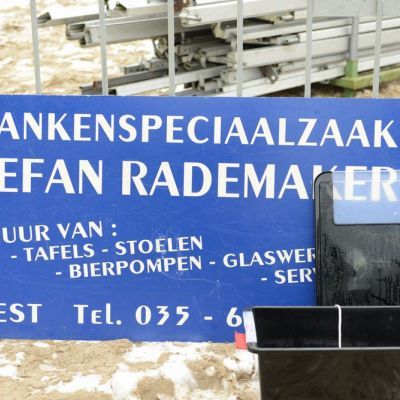 ANKENSPECIAALZAAK
EFAN RADEMAKER
UUR VAN :
- TAFELS - STOELEN
- BIERPOMPEN - GLASWER
- SERV
EST TEL. 035 - 6